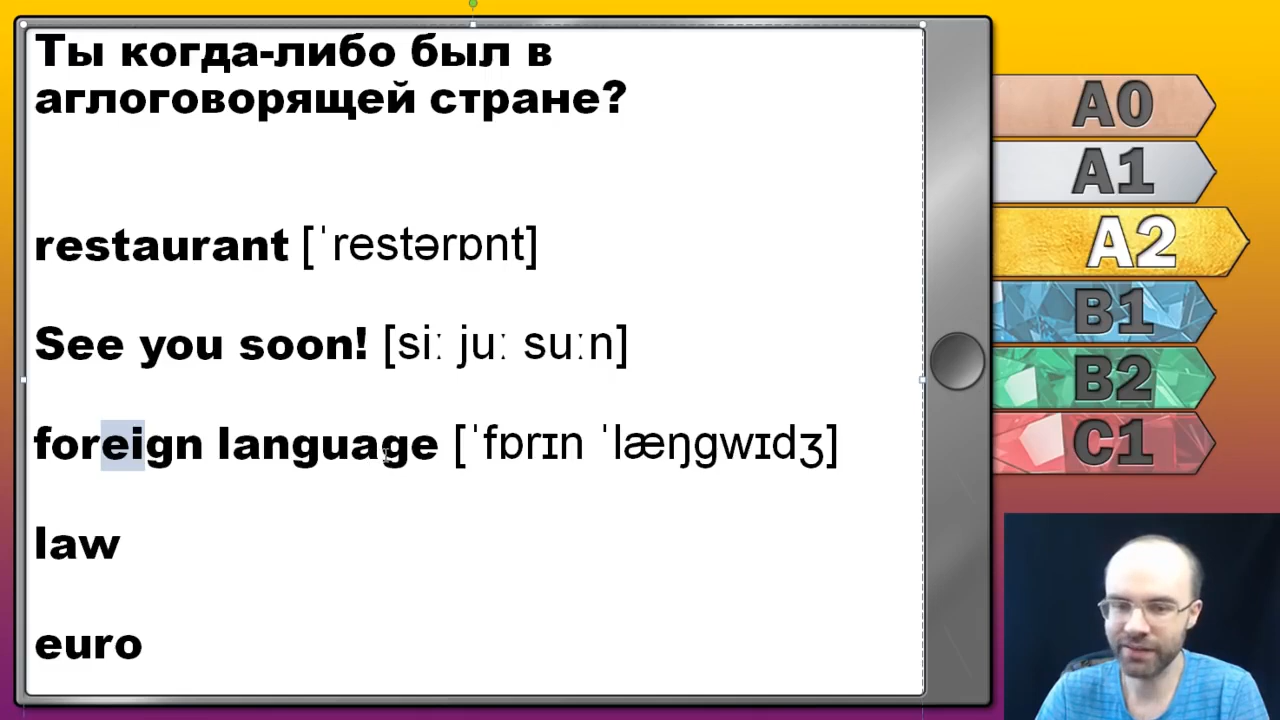 Ты когда-либо был в
аглоговорящей стране?
restaurant [ˈrestərɒnt]
See you soon! [siː juː suːn]
foreign language [ˈfɒrɪn ˈlæŋgwɪdʒ]
law
euro
A0
A1
A2
B1
B2
C1